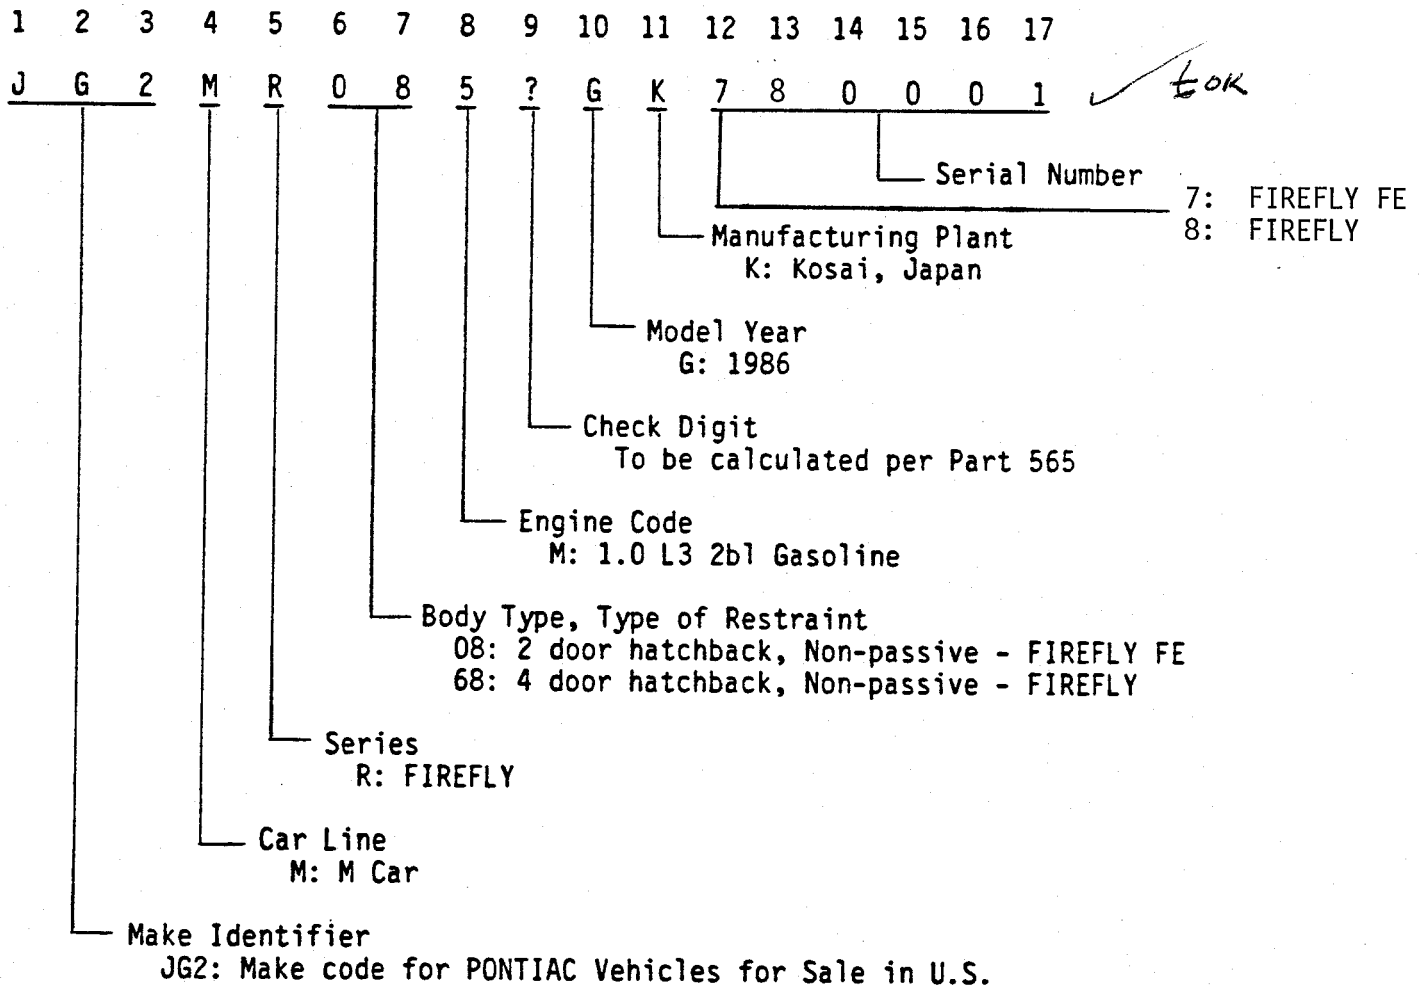 1 2 3 4 5 6 7 8 9 10 11 12 13 14 15 16 17
J G 2 M R 0 8 5 ? G K 7 8 0 0 0 1
OK
Serial Number
7: FIREFLY FE
8: FIREFLY
Manufacturing Plant
K: Kosai, Japan
Model Year
G: 1986
Check Digit
To be calculated per Part 565
Engine Code
M: 1.0 L3 2bl Gasoline
Body Type, Type of Restraint
08: 2 door hatchback, Non-passive - FIREFLY FE
68: 4 door hatchback, Non-passive - FIREFLY
Series
R: FIREFLY
Car Line
M: M Car
Make Identifier
JG2: Make code for PONTIAC Vehicles for Sale in U.S.